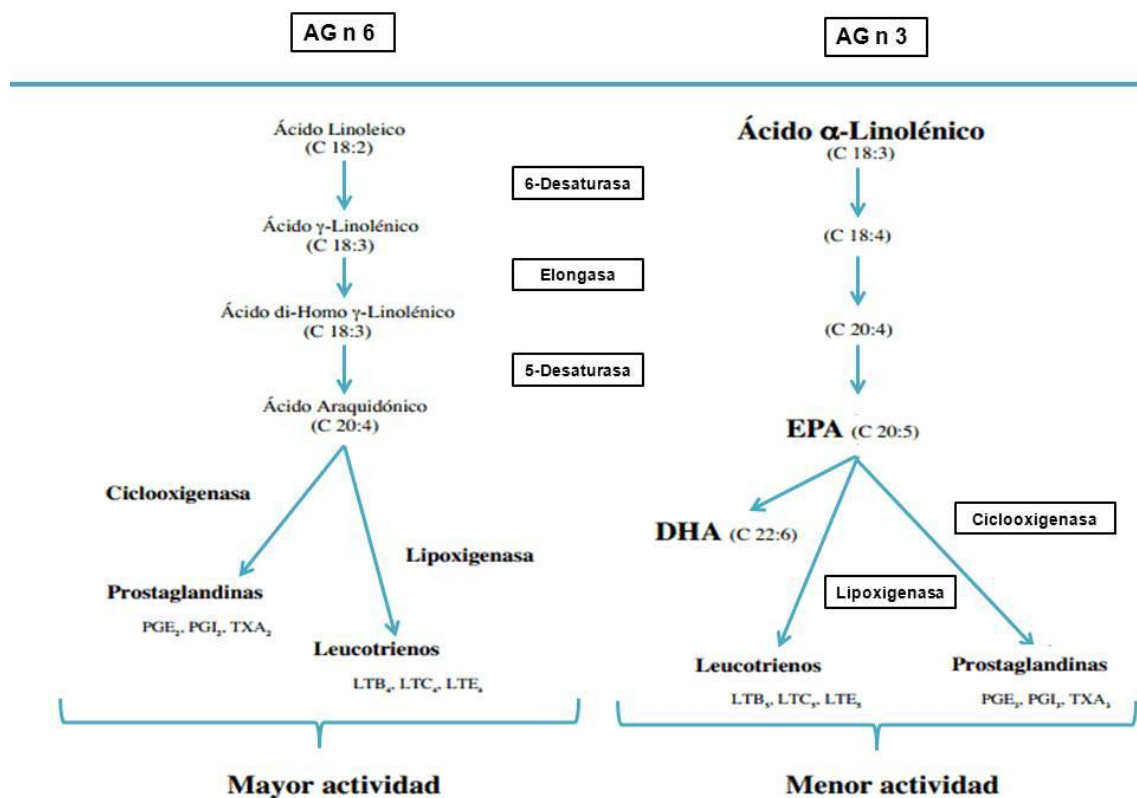 AG n 6
AG n 3
Ácido Linoleico
(C 18:2)
Ácido α-Linolénico
(C 18:3)
6-Desaturasa
Ácido γ-Linolénico
(C 18:3)
(C 18:4)
Elongasa
Ácido di-Homo γ-Linolénico
(C 18:3)
(C 20:4)
5-Desaturasa
Ácido Araquidónico
(C 20:4)
EPA (C 20:5)
Ciclooxigenasa
Lipoxigenasa
DHA (C 22:6)
Ciclooxigenasa
Lipoxigenasa
Prostaglandinas
PGE₂, PGI₂, TXA₂
Leucotrienos
LTB₄, LTC₄, LTE₄
Leucotrienos
LTB₅, LTC₅, LTE₅
Prostaglandinas
PGE₃, PGI₃, TXA₃
Mayor actividad
Menor actividad